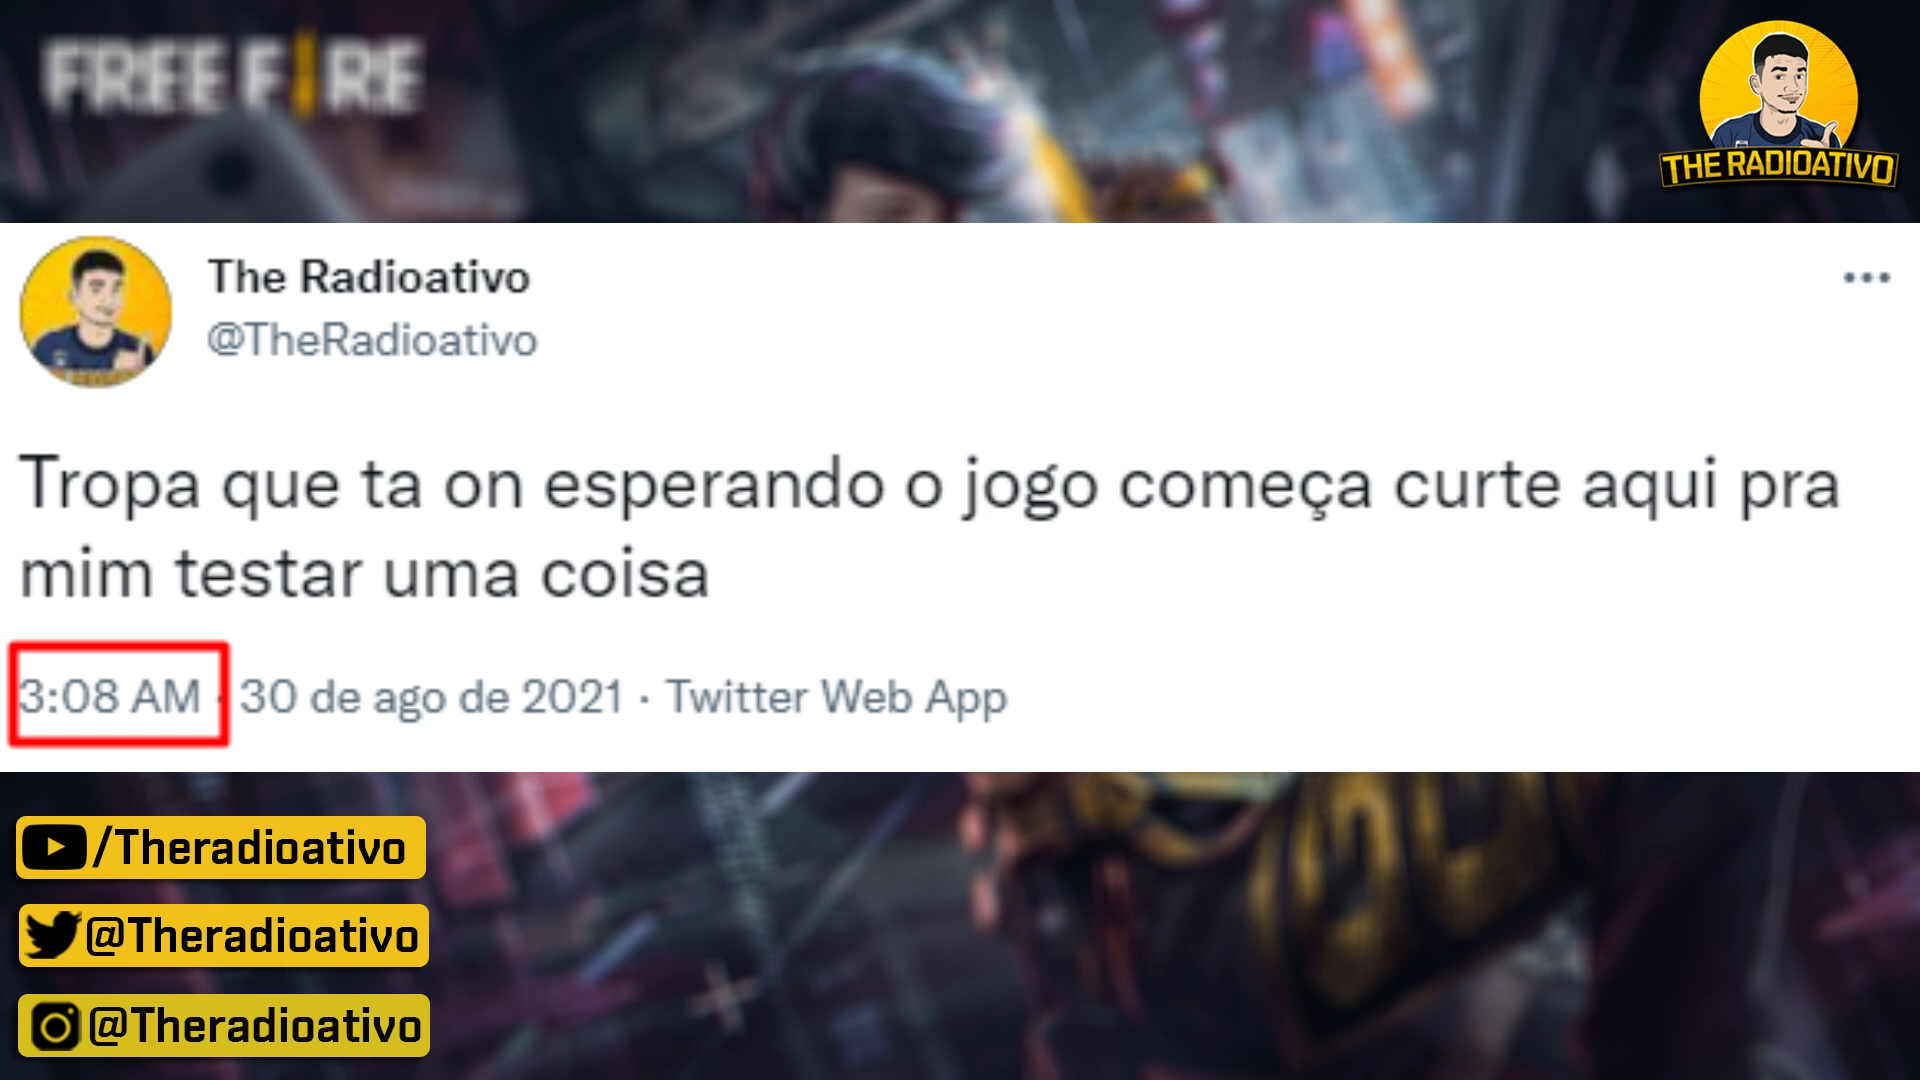 FREE FIRE
THE RADIOATIVO
The Radioativo
@TheRadioativo
Tropa que ta on esperando o jogo começa curte aqui pra
mim testar uma coisa
3:08 AM · 30 de ago de 2021 · Twitter Web App
/Theradioativo
@Theradioativo
@Theradioativo